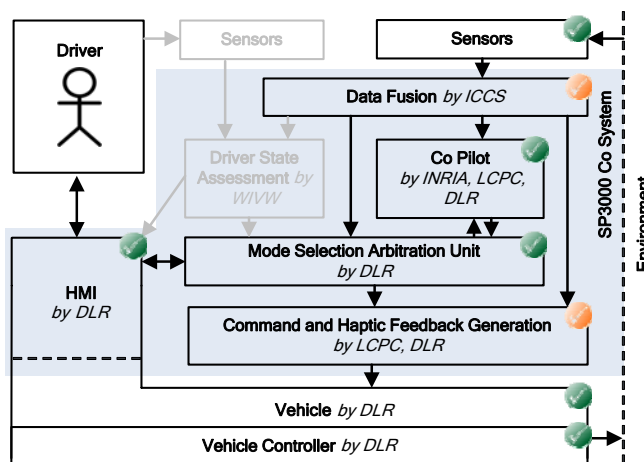 Driver
Sensors
Sensors
Data Fusion by ICCS
Driver State
Assessment by
WIVW
Co Pilot
by INRIA, LCPC,
DLR
SP3000 Co System
Environment
Mode Selection Arbitration Unit
by DLR
HMI
by DLR
Command and Haptic Feedback Generation
by LCPC, DLR
Vehicle by DLR
Vehicle Controller by DLR